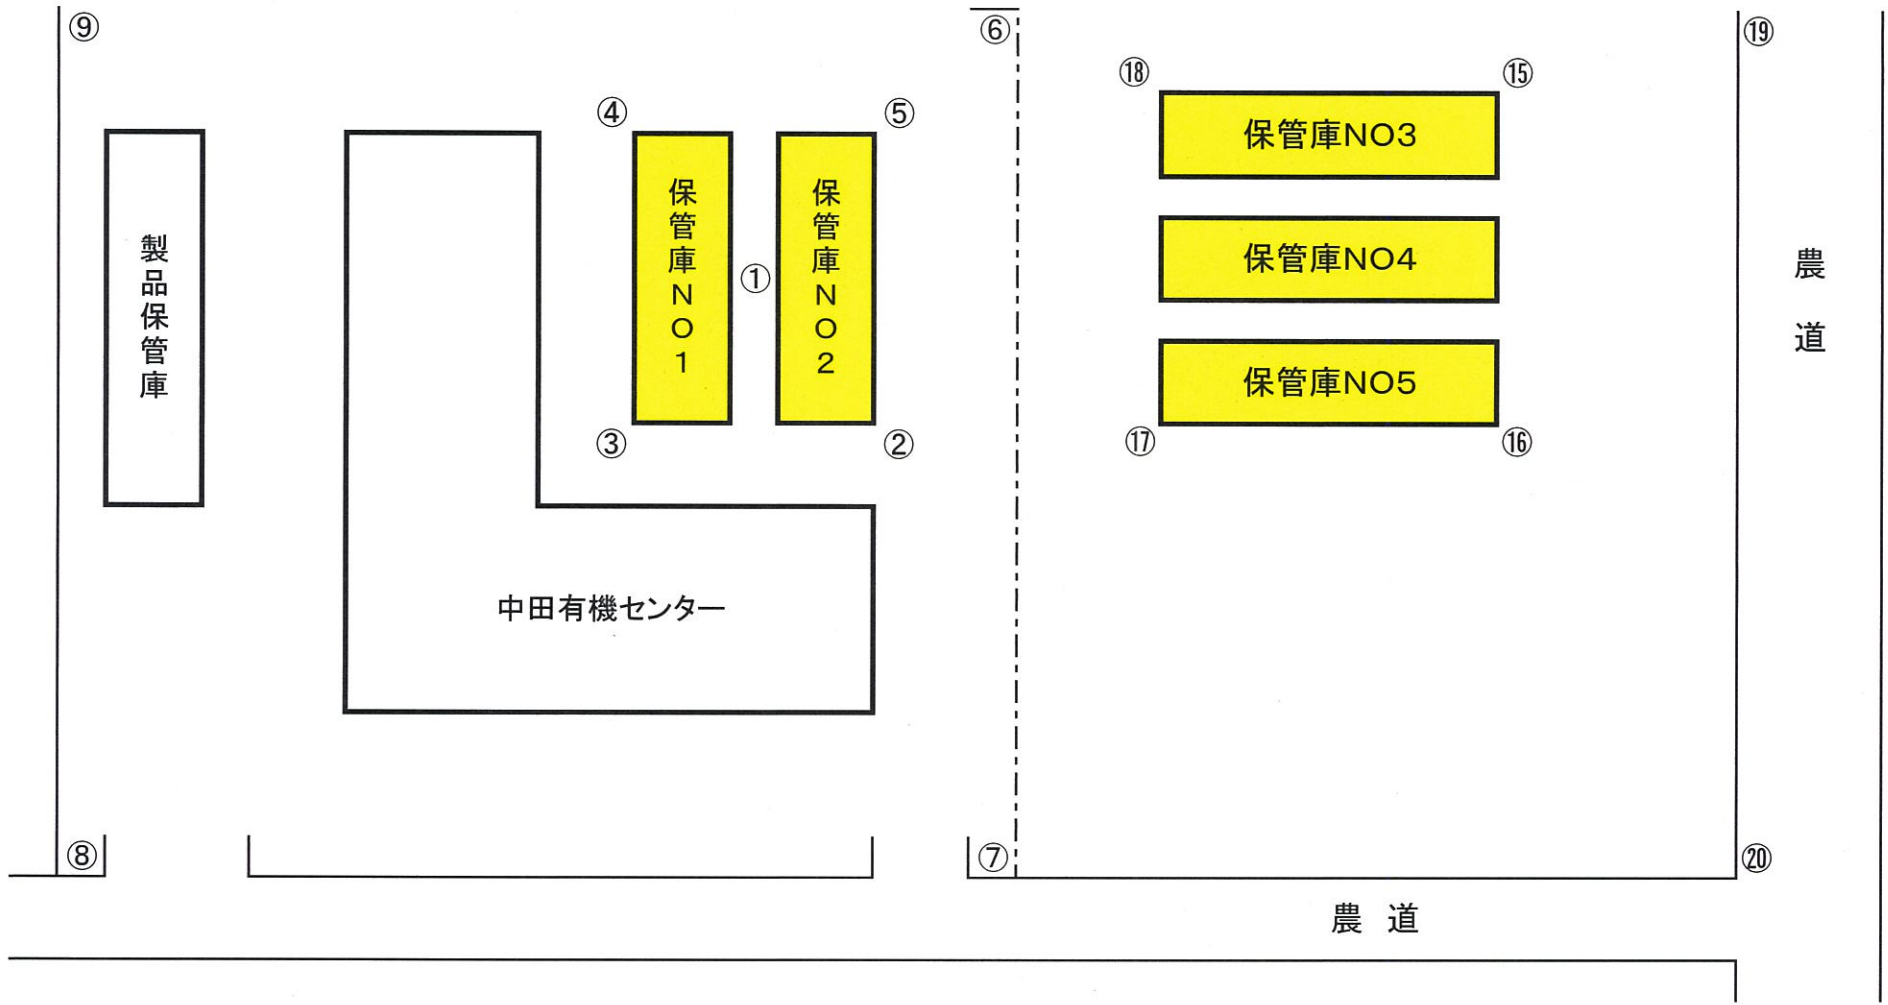 ⑨
⑥
⑲
⑱
⑮
④
⑤
保管庫NO3
保管庫NO1
保管庫NO2
製品保管庫
①
保管庫NO4
農道
保管庫NO5
③
②
⑰
⑯
中田有機センター
⑧
⑦
⑳
農道